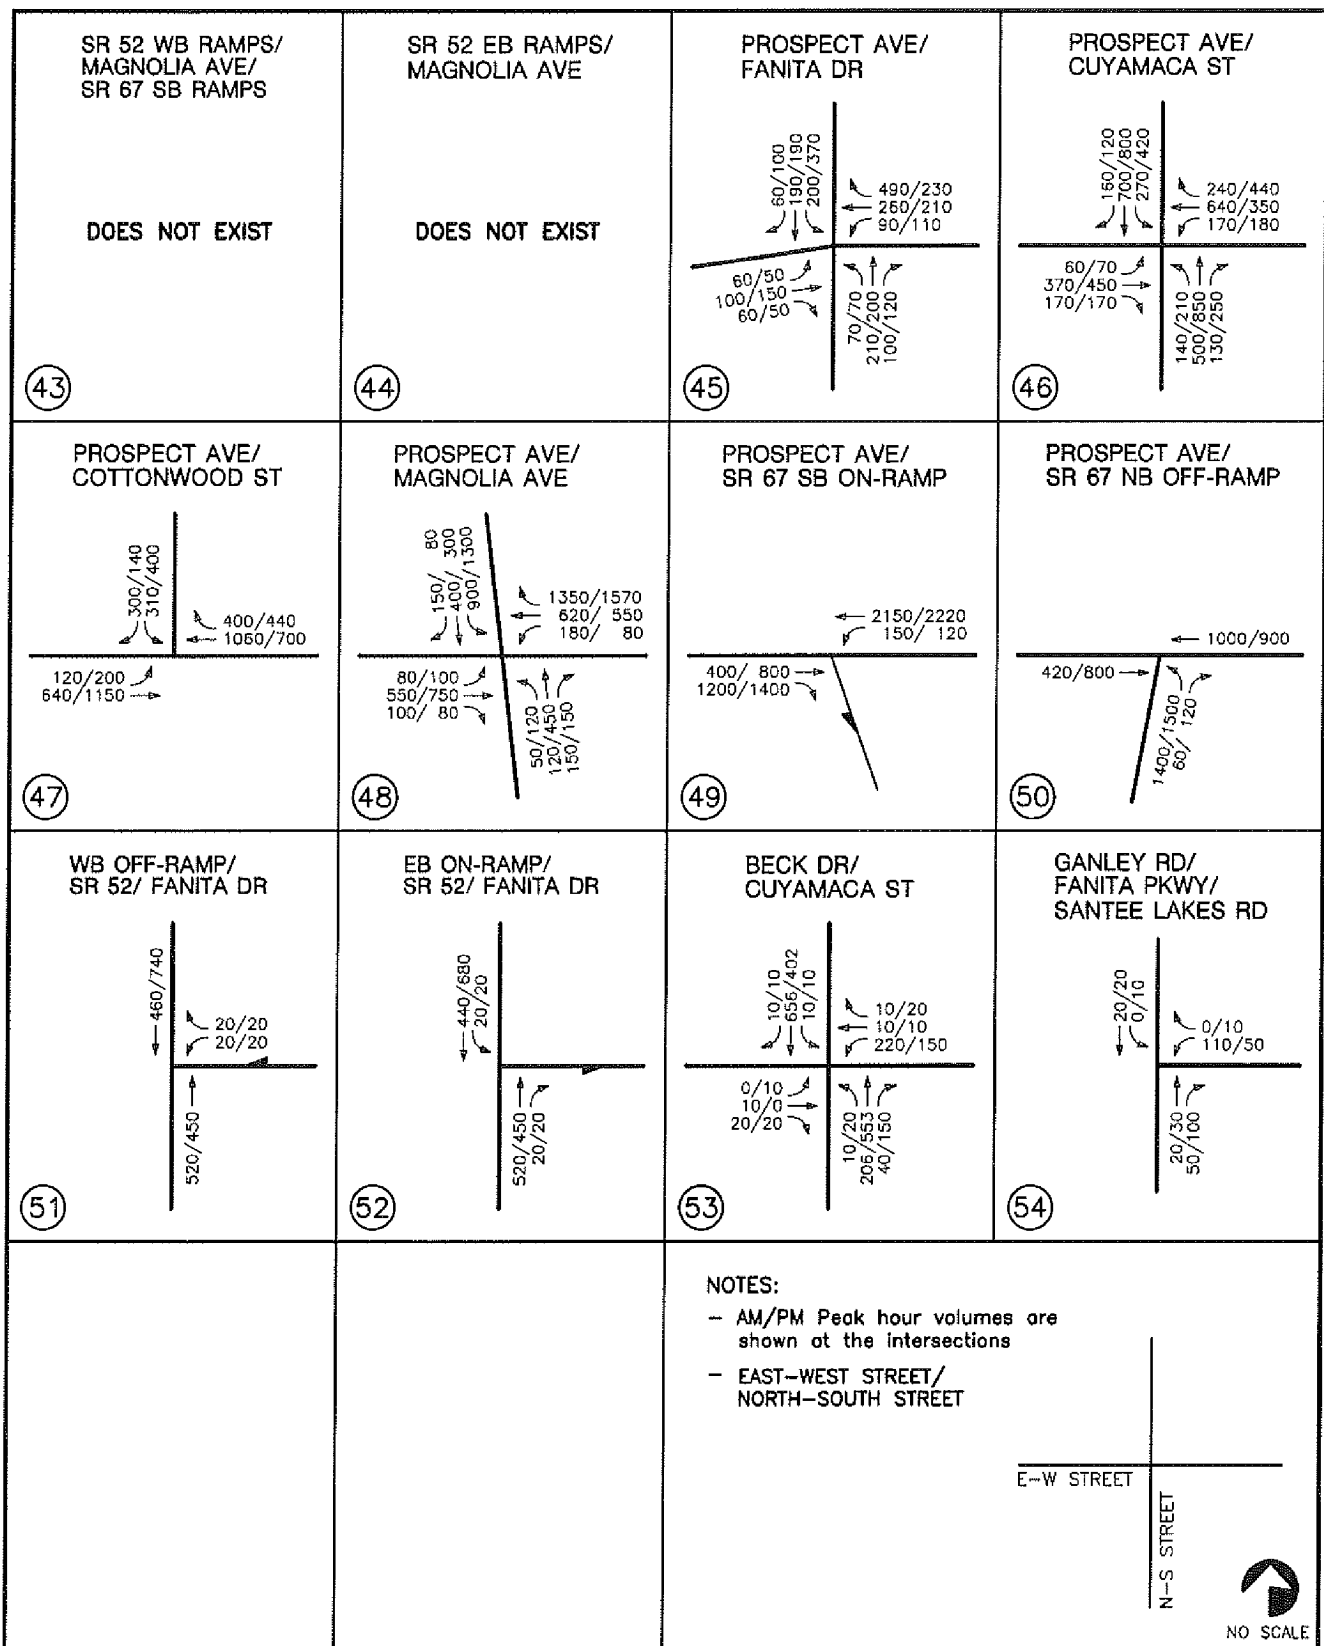 SR 52 WB RAMPS/
MAGNOLIA AVE/
SR 67 SB RAMPS
DOES NOT EXIST
43
SR 52 EB RAMPS/
MAGNOLIA AVE
DOES NOT EXIST
44
PROSPECT AVE/
FANITA DR
60/100
190/190
200/370
490/230
260/210
90/110
60/50
100/150
60/50
70/70
210/200
100/120
45
PROSPECT AVE/
CUYAMACA ST
160/120
700/800
270/420
240/440
640/350
170/180
60/70
370/450
170/170
140/210
500/850
130/250
46
PROSPECT AVE/
COTTONWOOD ST
300/140
310/400
400/440
1060/700
120/200
640/1150
47
PROSPECT AVE/
MAGNOLIA AVE
150/ 80
400/ 300
900/1300
1350/1570
620/ 550
180/ 80
80/100
550/750
100/ 80
50/120
120/450
150/150
48
PROSPECT AVE/
SR 67 SB ON-RAMP
2150/2220
150/ 120
400/ 800
1200/1400
49
PROSPECT AVE/
SR 67 NB OFF-RAMP
1000/900
420/800
1400/1500
60/ 120
50
WB OFF-RAMP/
SR 52/ FANITA DR
460/740
20/20
20/20
520/450
51
EB ON-RAMP/
SR 52/ FANITA DR
440/680
20/20
520/450
20/20
52
BECK DR/
CUYAMACA ST
10/10
656/402
10/10
10/20
10/10
220/150
0/10
10/0
20/20
10/20
206/553
40/150
53
GANLEY RD/
FANITA PKWY/
SANTEE LAKES RD
20/20
0/10
0/10
110/50
20/30
50/100
54
NOTES:
- AM/PM Peak hour volumes are
shown at the intersections
- EAST-WEST STREET/
NORTH-SOUTH STREET
E-W STREET
N-S STREET
NO SCALE